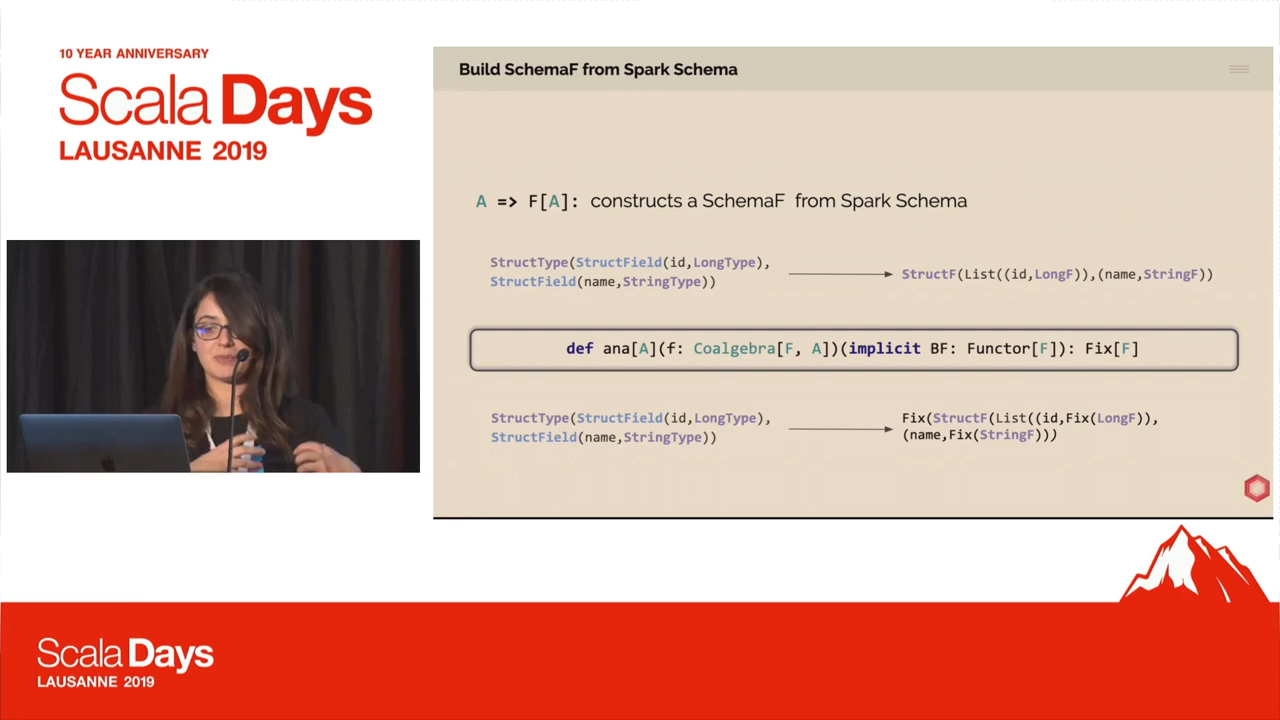 10 YEAR ANNIVERSARY
Scala Days
LAUSANNE 2019
Build SchemaF from Spark Schema
A => F[A]: constructs a SchemaF from Spark Schema
StructType(StructField(id,LongType),
StructField(name,StringType))
StructF(List((id,LongF)),(name,StringF))
def ana[A](f: Coalgebra[F, A])(implicit BF: Functor[F]): Fix[F]
StructType(StructField(id,LongType),
StructField(name,StringType))
Fix(StructF(List((id,Fix(LongF)),
(name,Fix(StringF)))
Scala Days
LAUSANNE 2019